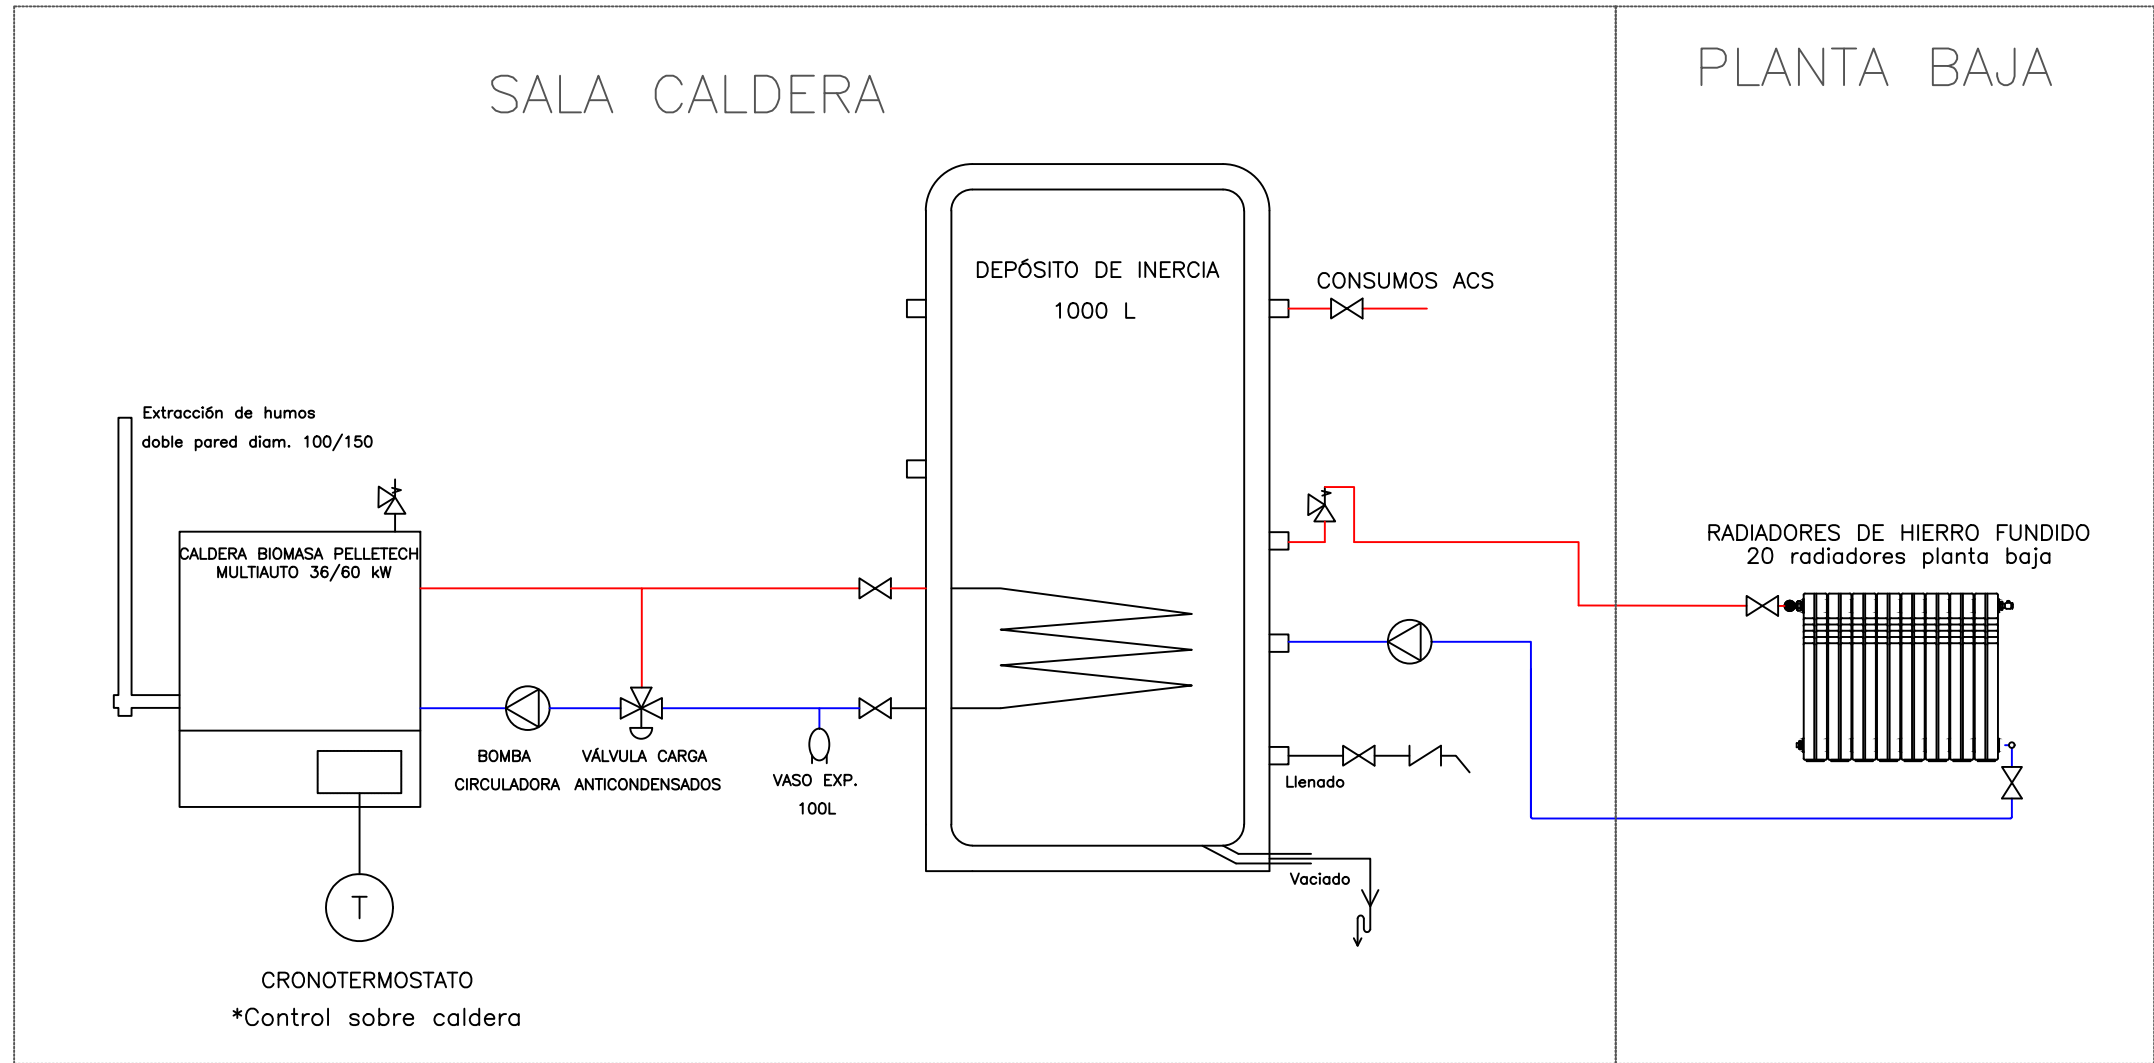 SALA CALDERA
PLANTA BAJA
DEPÓSITO DE INERCIA
1000 L
CONSUMOS ACS
Extracción de humos
doble pared diam. 100/150
CALDERA BIOMASA PELLETECH
MULTIAUTO 36/60 kW
RADIADORES DE HIERRO FUNDIDO
20 radiadores planta baja
BOMBA
CIRCULADORA
VÁLVULA CARGA
ANTICONDENSADOS
VASO EXP.
100L
Llenado
Vaciado
T
CRONOTERMOSTATO
*Control sobre caldera